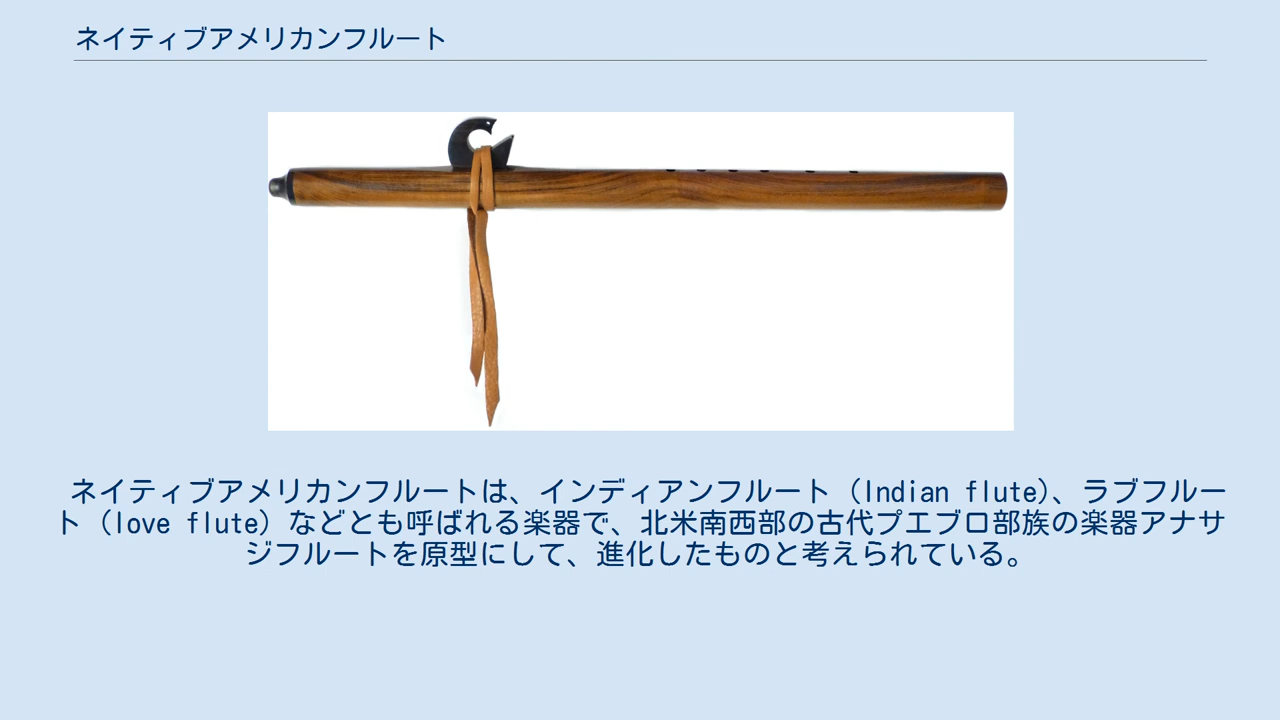 ネイティブアメリカンフルート
ネイティブアメリカンフルートは、インディアンフルート（Indian flute）、ラブフルー
ト（love flute）などとも呼ばれる楽器で、北米南西部の古代プエブロ部族の楽器アナサ
ジフルートを原型にして、進化したものと考えられている。